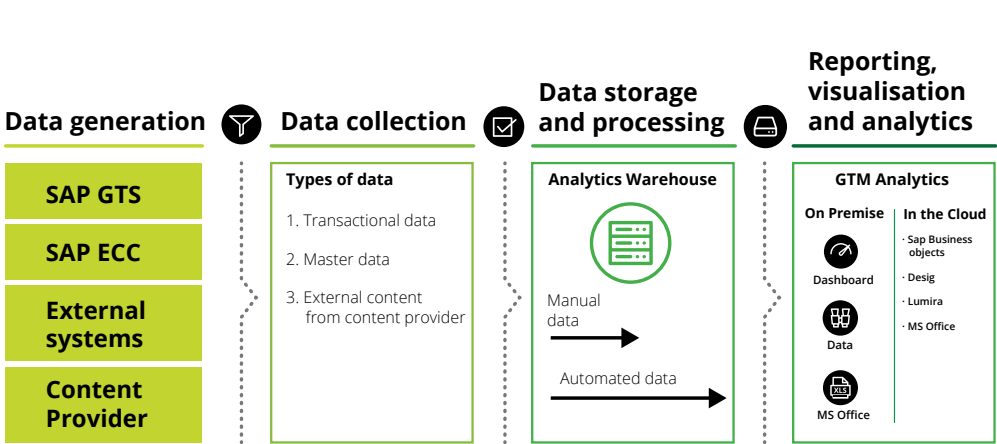 Data generation
SAP GTS
SAP ECC
External
systems
Content
Provider
Data collection
Types of data
1. Transactional data
2. Master data
3. External content
from content provider
Data storage
and processing
Analytics Warehouse
Manual
data
Automated data
Reporting,
visualisation
and analytics
GTM Analytics
On Premise
Dashboard
Data
XLS
MS Office
In the Cloud
· Sap Business
objects
· Desig
· Lumira
· MS Office